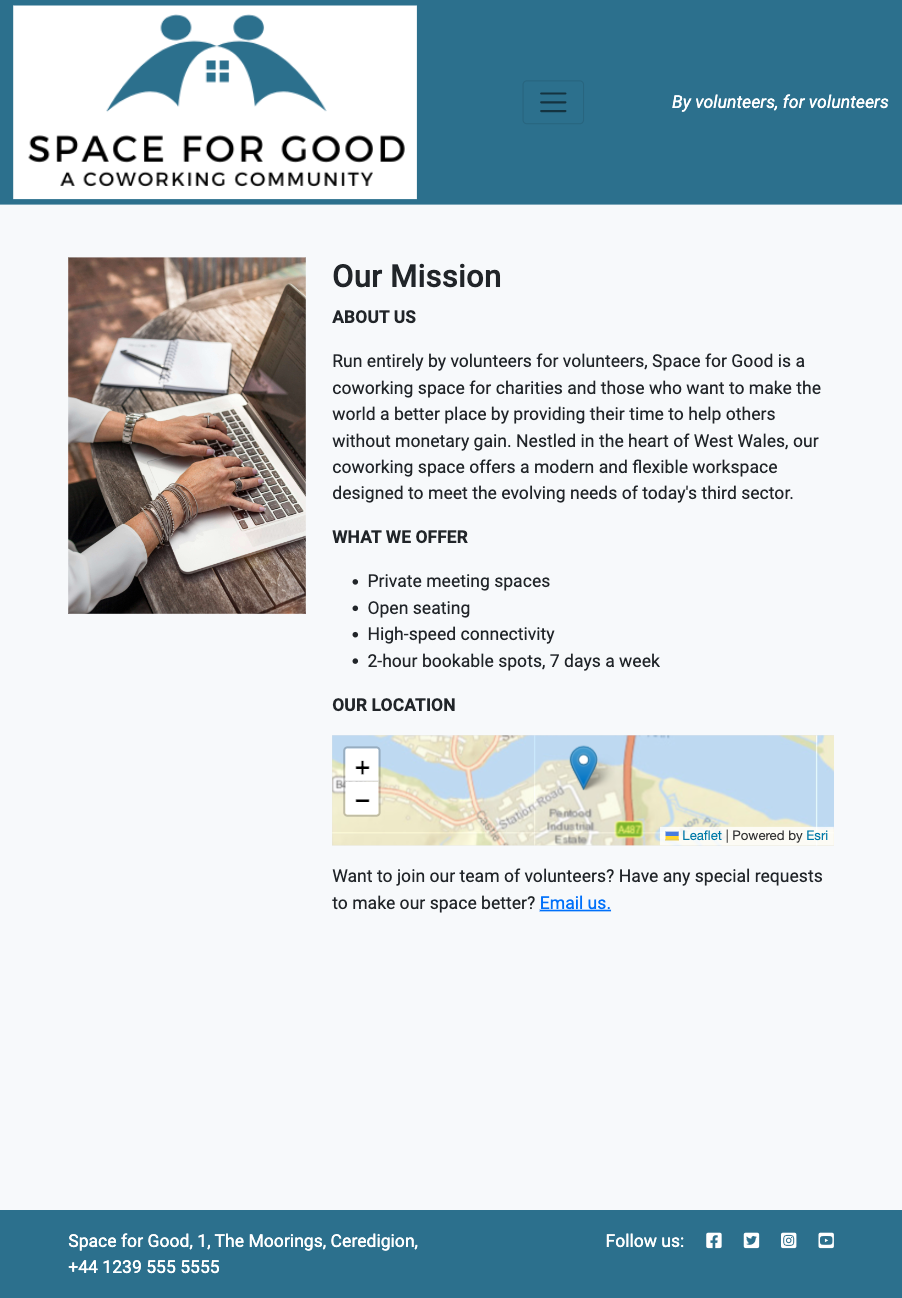 SPACE FOR GOOD
A COWORKING COMMUNITY
By volunteers, for volunteers
Our Mission
ABOUT US
Run entirely by volunteers for volunteers, Space for Good is a
coworking space for charities and those who want to make the
world a better place by providing their time to help others
without monetary gain. Nestled in the heart of West Wales, our
coworking space offers a modern and flexible workspace
designed to meet the evolving needs of today's third sector.
WHAT WE OFFER
• Private meeting spaces
• Open seating
• High-speed connectivity
• 2-hour bookable spots, 7 days a week
OUR LOCATION
+
−
Station Road
Castle
Pentood
Industrial
Estate
A487
Leaflet | Powered by Esri
Want to join our team of volunteers? Have any special requests
to make our space better? Email us.
Space for Good, 1, The Moorings, Ceredigion,
+44 1239 555 5555
Follow us: